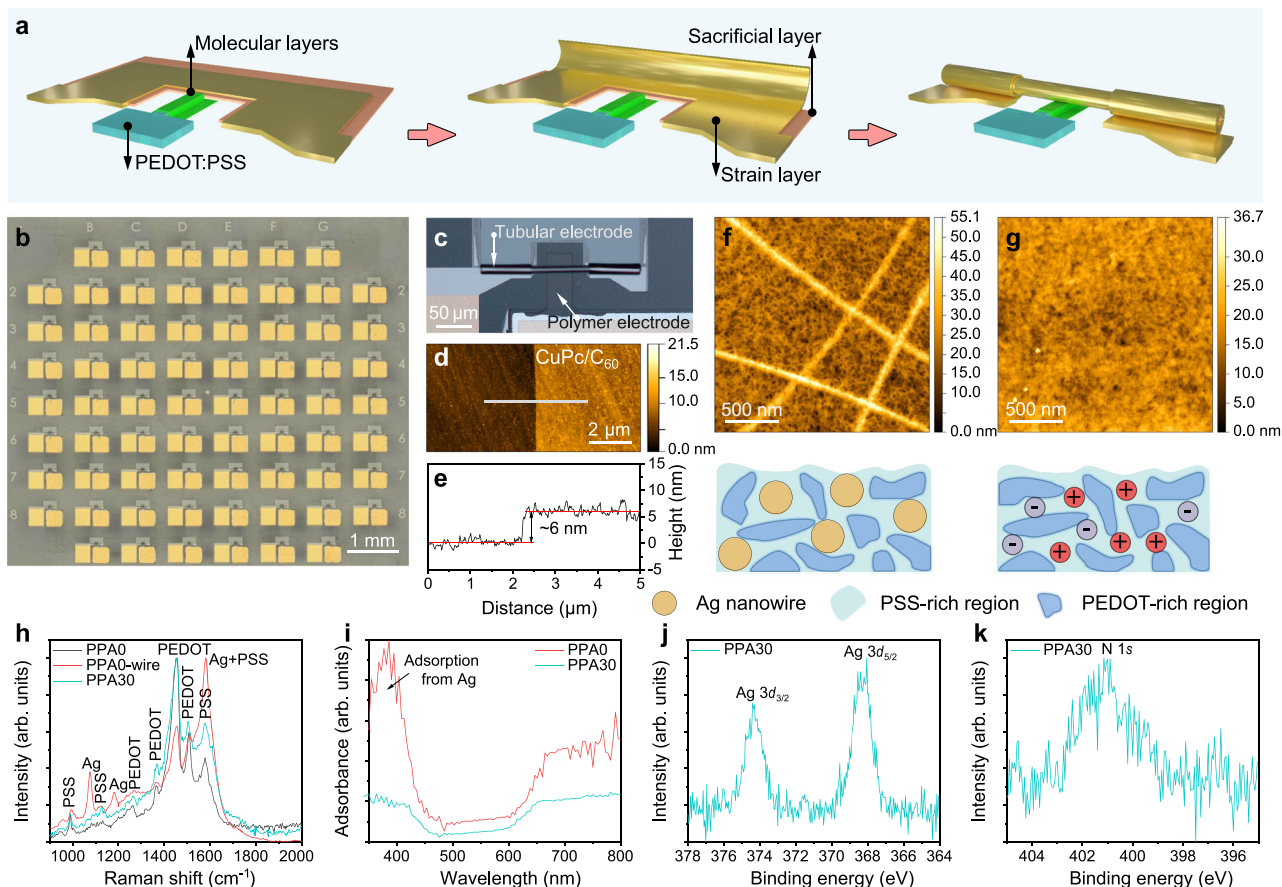 a
Molecular layers
PEDOT:PSS
Sacrificial layer
Strain layer
b
B C D E F G
2 2
3 3
4 4
5 5
6 6
7 7
8 8
1 mm
c
Tubular electrode
Polymer electrode
50 µm
d
CuPc/C60
2 µm
21.5
15.0
10.0
0.0 nm
e
~6 nm
15
10
5
0
-5
Height (nm)
0 1 2 3 4 5
Distance (µm)
f
500 nm
55.1
45.0
40.0
35.0
30.0
25.0
20.0
15.0
10.0
0.0 nm
g
500 nm
36.7
30.0
25.0
20.0
15.0
10.0
5.0
0.0 nm
+ + + + + +
- - - -
Ag nanowire
PSS-rich region
PEDOT-rich region
h
PPA0
PPA0-wire
PPA30
PSS
Ag
PSS
Ag
PEDOT
PEDOT
PEDOT
PEDOT
PSS
Ag+PSS
Intensity (arb. units)
1000 1200 1400 1600 1800 2000
Raman shift (cm-1)
i
PPA0
PPA30
Adsorption
from Ag
Adsorbance (arb. units)
400 500 600 700 800
Wavelength (nm)
j
PPA30
Ag 3d3/2
Ag 3d5/2
Intensity (arb. units)
378 376 374 372 370 368 366 364
Binding energy (eV)
k
PPA30 N 1s
Intensity (arb. units)
404 402 400 398 396
Binding energy (eV)